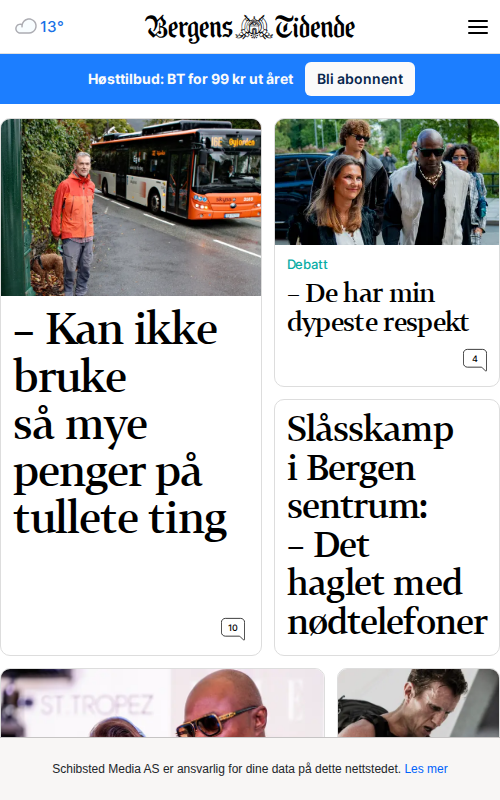 13°
Bergens Tidende
Høsttilbud: BT for 99 kr ut året
Bli abonnent
– Kan ikke
bruke
så mye
penger på
tullete ting
10
Debatt
– De har min
dypeste respekt
4
Slåsskamp
i Bergen
sentrum:
– Det
haglet med
nødtelefoner
ST.TROPEZ
Schibsted Media AS er ansvarlig for dine data på dette nettstedet. Les mer